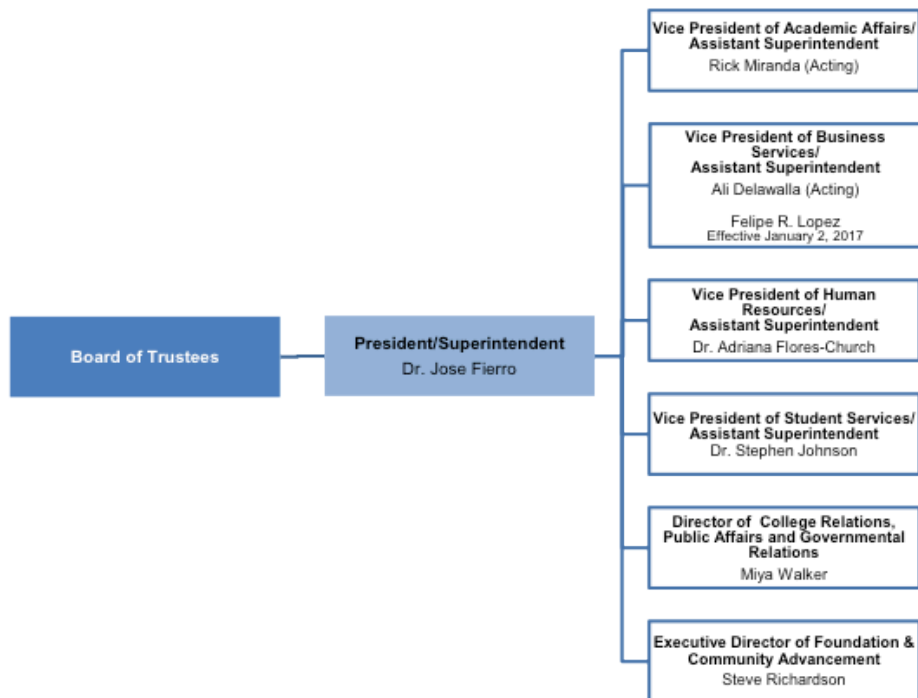 Board of Trustees
President/Superintendent
Dr. Jose Fierro
Vice President of Academic Affairs/
Assistant Superintendent
Rick Miranda (Acting)
Vice President of Business
Services/
Assistant Superintendent
Ali Delawalla (Acting)
Felipe R. Lopez
Effective January 2, 2017
Vice President of Human
Resources/
Assistant Superintendent
Dr. Adriana Flores-Church
Vice President of Student Services/
Assistant Superintendent
Dr. Stephen Johnson
Director of College Relations,
Public Affairs and Governmental
Relations
Miya Walker
Executive Director of Foundation &
Community Advancement
Steve Richardson